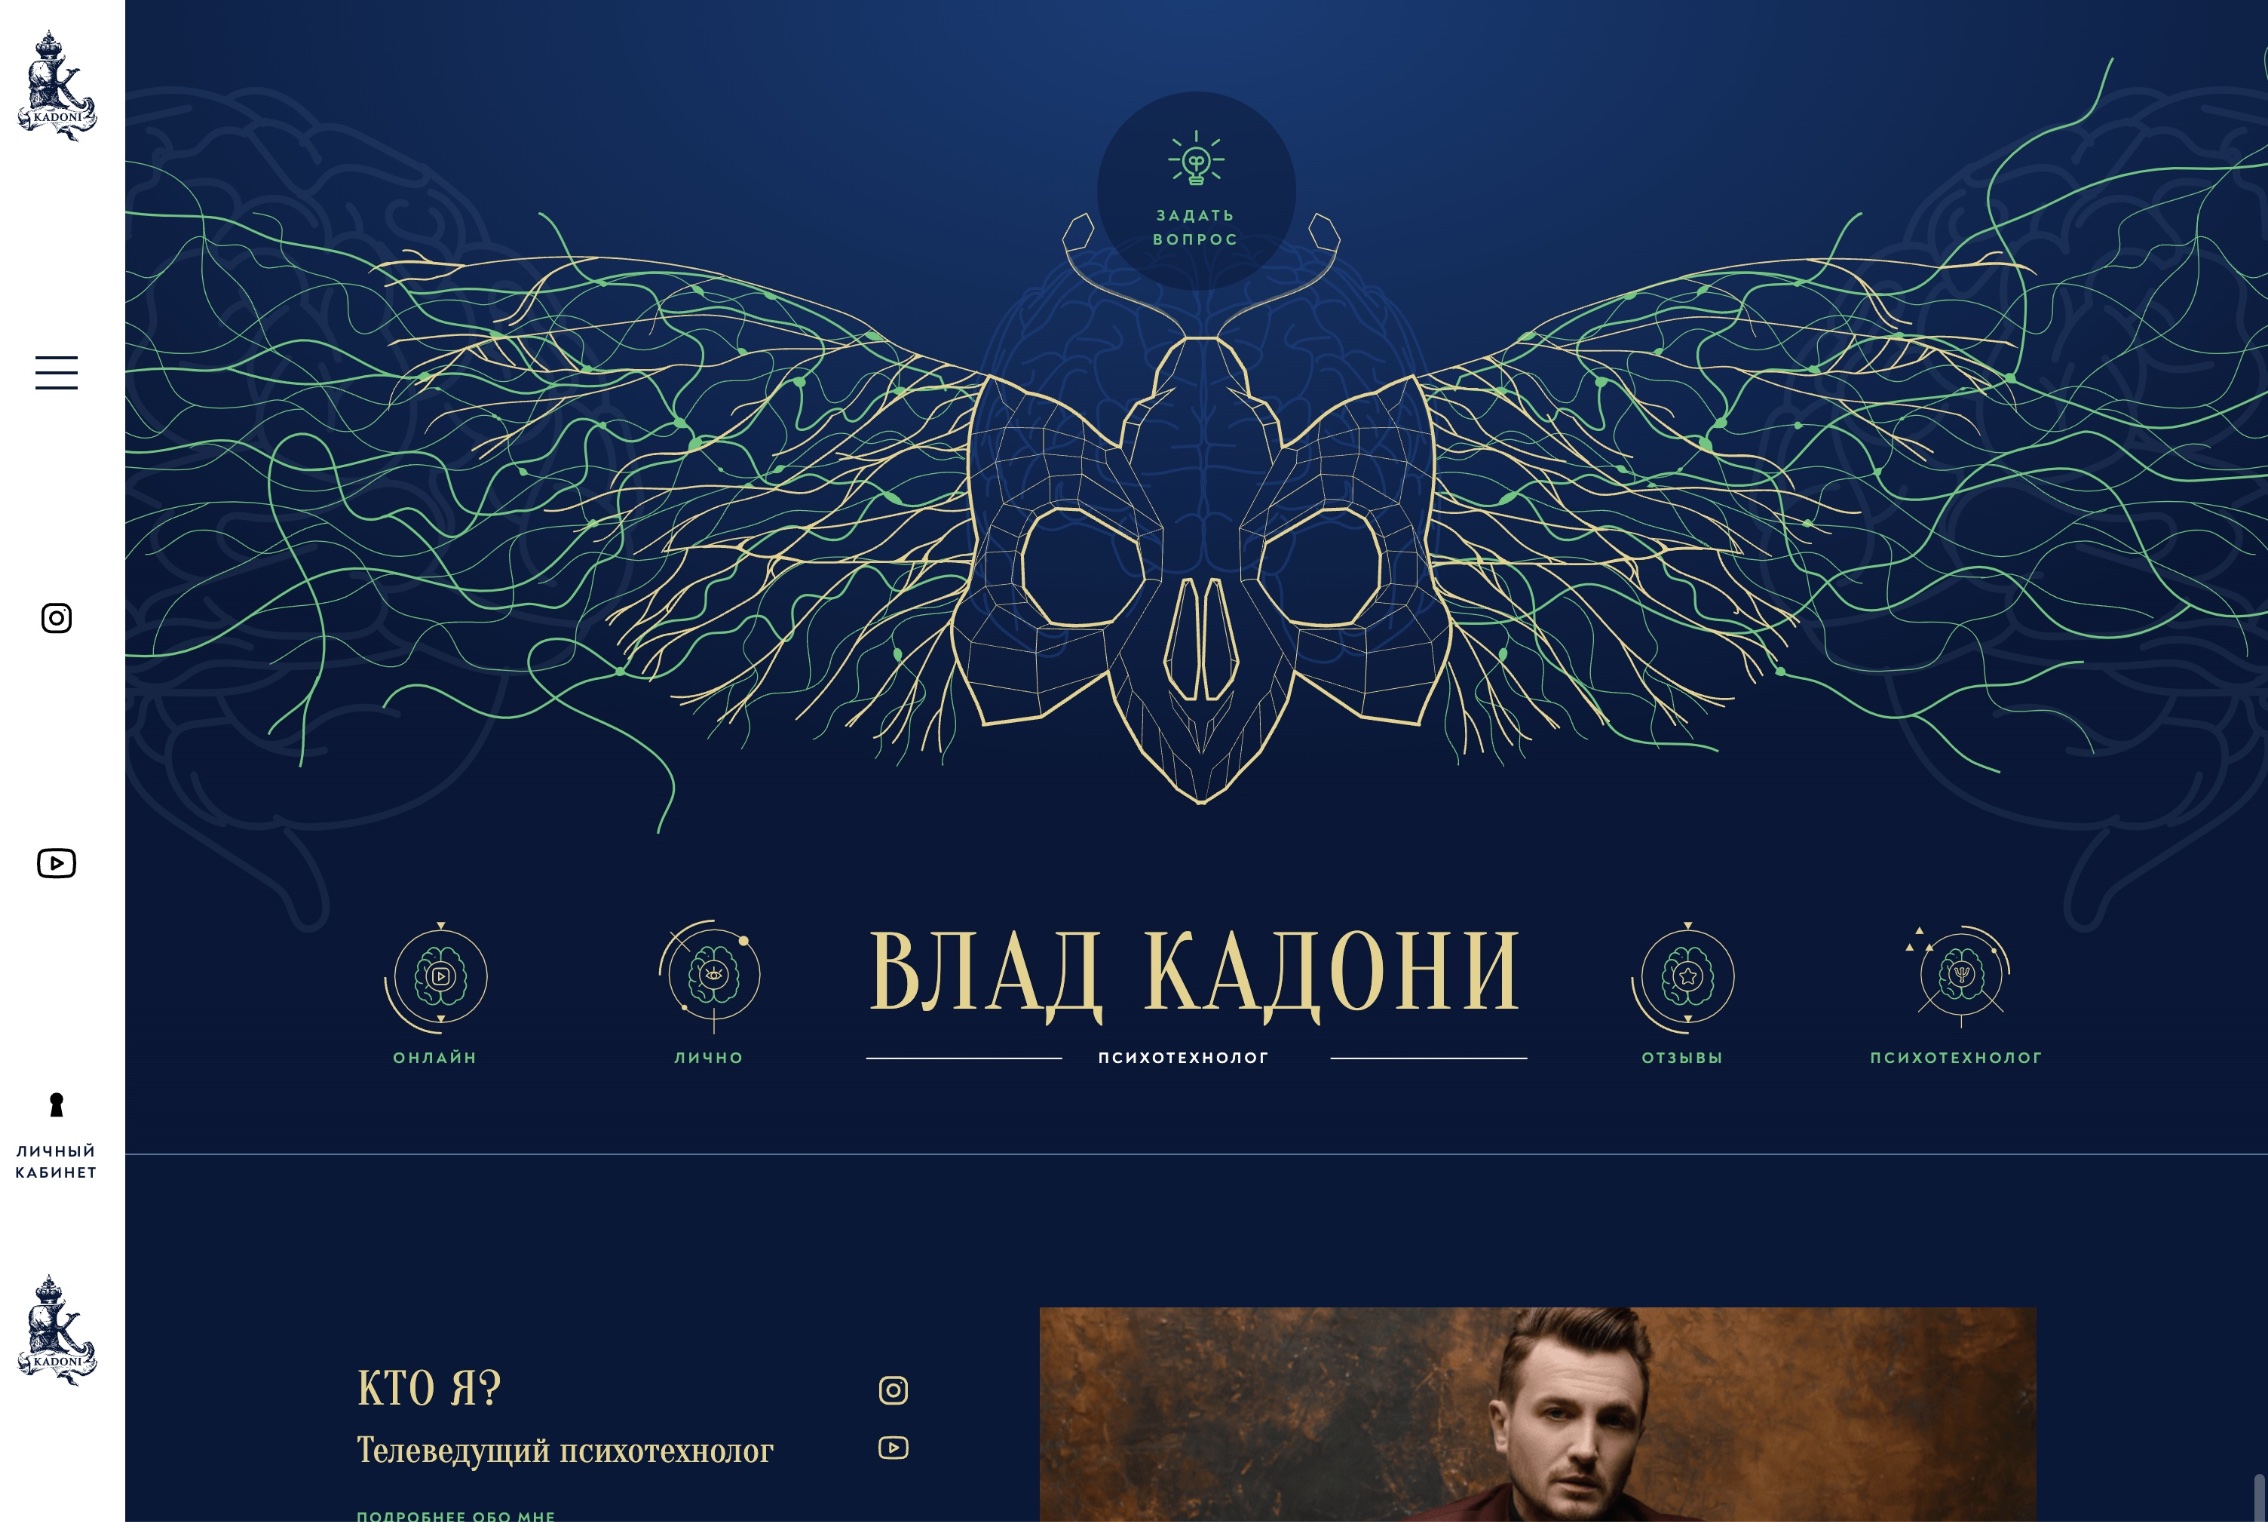 KADONI
ЛИЧНЫЙ
КАБИНЕТ
KADONI
ЗАДАТЬ
ВОПРОС
ВЛАД КАДОНИ
ПСИХОТЕХНОЛОГ
ОНЛАЙН
ЛИЧНО
ОТЗЫВЫ
ПСИХОТЕХНОЛОГ
КТО Я?
Телеведущий психотехнолог
ПОДРОБНЕЕ ОБО МНЕ